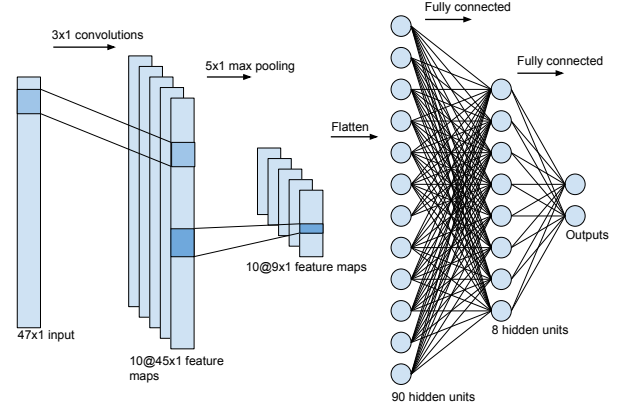 Fully connected
3x1 convolutions
5x1 max pooling
Fully connected
Flatten
Outputs
10@9x1 feature maps
47x1 input
8 hidden units
10@45x1 feature
maps
90 hidden units